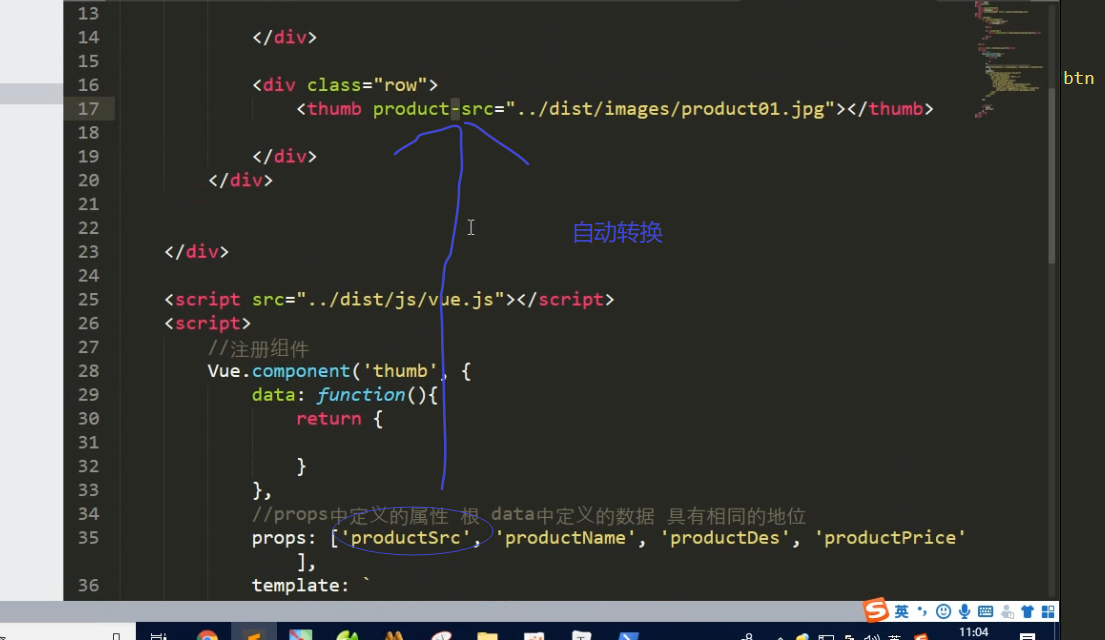 13
14 </div>
15
16 <div class="row">
17 <thumb product-src="../dist/images/product01.jpg"></thumb>
18
19 </div>
20 </div>
21
22
23 </div>
24
25 <script src="../dist/js/vue.js"></script>
26 <script>
27 //注册组件
28 Vue.component('thumb', {
29 data: function(){
30 return {
31
32 }
33 },
34 //props中定义的属性 根 data中定义的数据 具有相同的地位
35 props: ['productSrc', 'productName', 'productDes', 'productPrice'
],
36 template: `
自动转换
btn
英
11:04
英